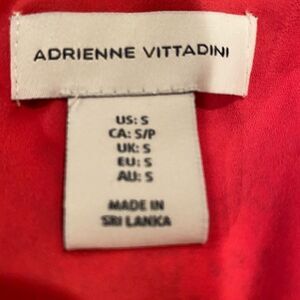 ADRIENNE VITTADINI
US: S
CA: S/P
UK: S
EU: S
AU: S
MADE IN
SRI LANKA